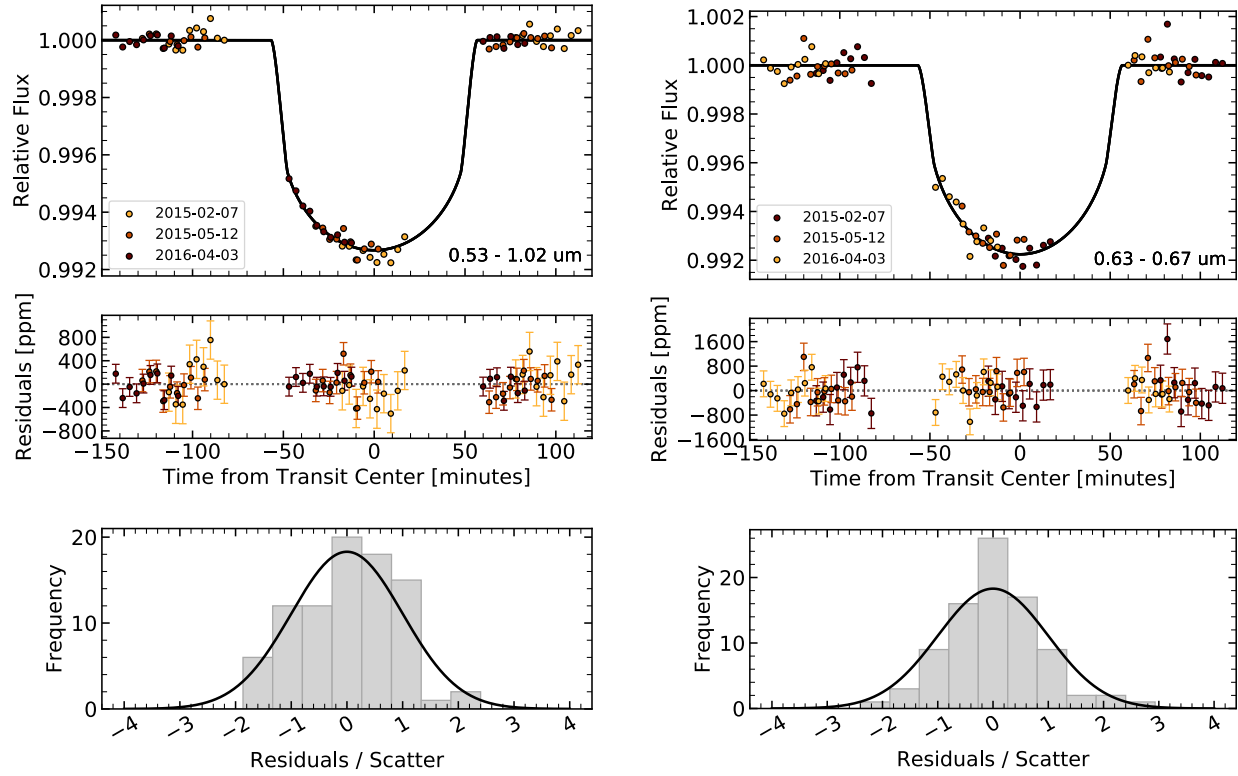 1.000
0.998
0.996
0.994
0.992
Relative Flux
2015-02-07
2015-05-12
2016-04-03
0.53 - 1.02 um
800
400
0
−400
−800
Residuals [ppm]
−150 −100 −50 0 50 100
Time from Transit Center [minutes]
20
10
0
Frequency
−4 −3 −2 −1 0 1 2 3 4
Residuals / Scatter
1.002
1.000
0.998
0.996
0.994
0.992
Relative Flux
2015-02-07
2015-05-12
2016-04-03
0.63 - 0.67 um
1600
800
0
−800
−1600
Residuals [ppm]
−150 −100 −50 0 50 100
Time from Transit Center [minutes]
20
10
0
Frequency
−4 −3 −2 −1 0 1 2 3 4
Residuals / Scatter